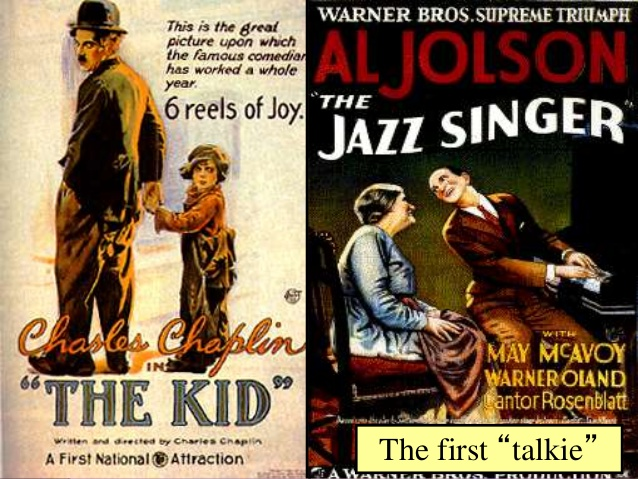 This is the great
picture upon which
the famous comedian
has worked a whole
year.
6 reels of Joy.
Charles Chaplin
IN
"THE KID"
Written and directed by Charles Chaplin
A First National Attraction
WARNER BROS. SUPREME TRIUMPH
AL JOLSON
"THE
JAZZ SINGER"
WITH
MAY McAVOY
WARNER OLAND
Cantor Rosenblatt
The first “talkie”
A WARNER BROS. PRODUCTION